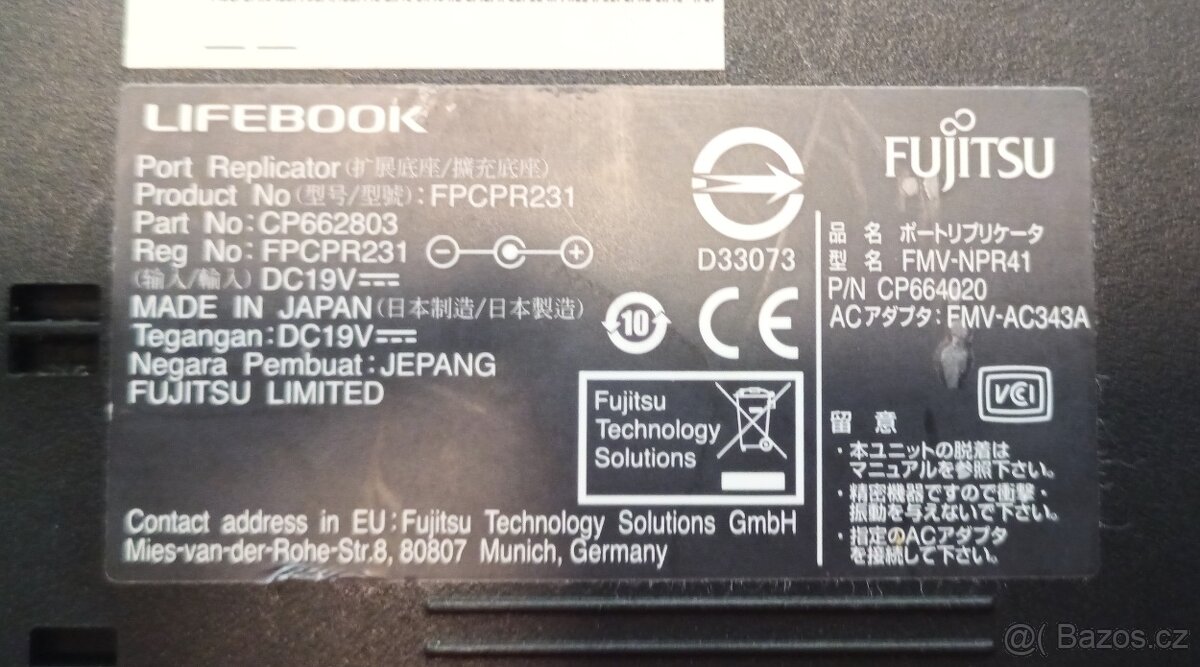 LIFEBOOK
Port Replicator (扩展底座/擴充底座)
Product No (型号/型號) : FPCPR231
Part No : CP662803
Reg No : FPCPR231
(输入/輸入) DC19V
MADE IN JAPAN (日本制造/日本製造)
Tegangan : DC19V
Negara Pembuat : JEPANG
FUJITSU LIMITED
D33073
10
CE
Fujitsu
Technology
Solutions
Contact address in EU : Fujitsu Technology Solutions GmbH
Mies-van-der-Rohe-Str.8, 80807 Munich, Germany
FUJITSU
品 名 ポートリプリケータ
型 名 FMV-NPR41
P/N CP664020
ACアダプタ : FMV-AC343A
VCI
留 意
・本ユニットの脱着は
マニュアルを参照下さい。
・精密機器ですので衝撃・
振動を与えないで下さい。
・指定のACアダプタ
を接続して下さい。
@( Bazos.cz